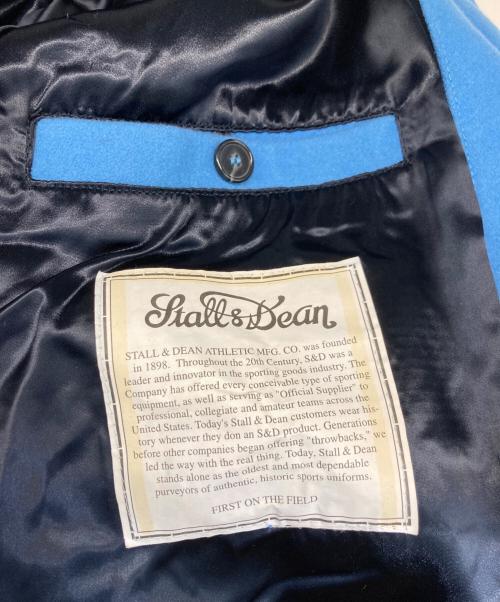 Stall & Dean
STALL & DEAN ATHLETIC MFG. CO. was founded
in 1898. Throughout the 20th Century, S&D was a
leader and innovator in the sporting goods industry. The
Company has offered every conceivable type of sporting
equipment, as well as serving as "Official Supplier" to
professional, collegiate and amateur teams across the
United States. Today's Stall & Dean customers wear his-
tory whenever they don an S&D product. Generations
before other companies began offering "throwbacks," we
led the way with the real thing. Today, Stall & Dean
stands alone as the oldest and most dependable
purveyors of authentic, historic sports uniforms.
FIRST ON THE FIELD